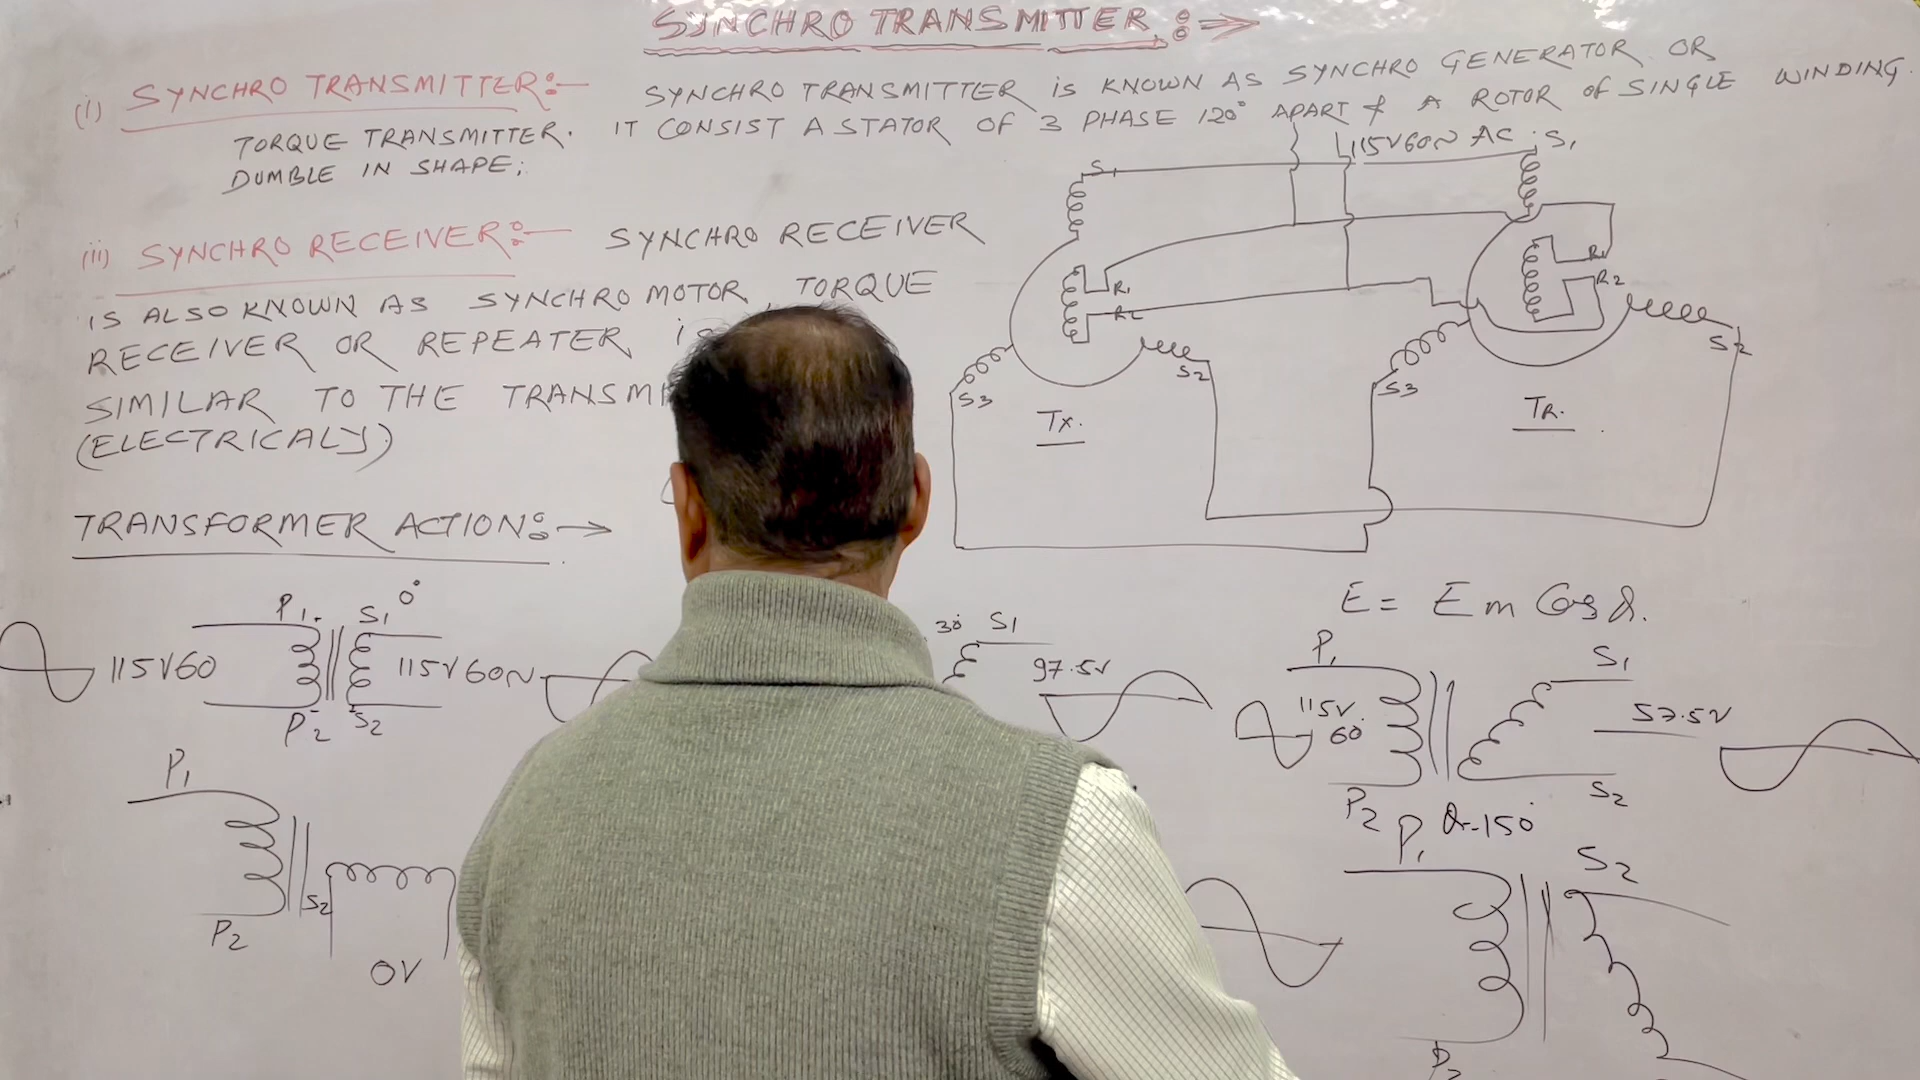 SYNCHRO TRANSMITTER :⇒
(i) SYNCHRO TRANSMITTER:— SYNCHRO TRANSMITTER is KNOWN AS SYNCHRO GENERATOR OR
TORQUE TRANSMITTER. IT CONSIST A STATOR OF 3 PHASE 120° APART & A ROTOR of SINGLE WINDING
DUMBLE IN SHAPE;
115V60N AC
S1
S1
(ii) SYNCHRO RECEIVER:— SYNCHRO RECEIVER
IS ALSO KNOWN AS SYNCHRO MOTOR, TORQUE
RECEIVER OR REPEATER is
SIMILAR TO THE TRANSMI
(ELECTRICALY)
R1
R2
S2
S3
Tx.
R1
R2
S2
S3
TR.
TRANSFORMER ACTION:→
E = Em Cos θ.
P1 S1 0°
115V60 115V60N
P2 S2
30° S1
97.5V
P1 S1
115V 60 57.5V
P2 S2
P1
S2
P2
0V
θ-150°
P1 S2
P2